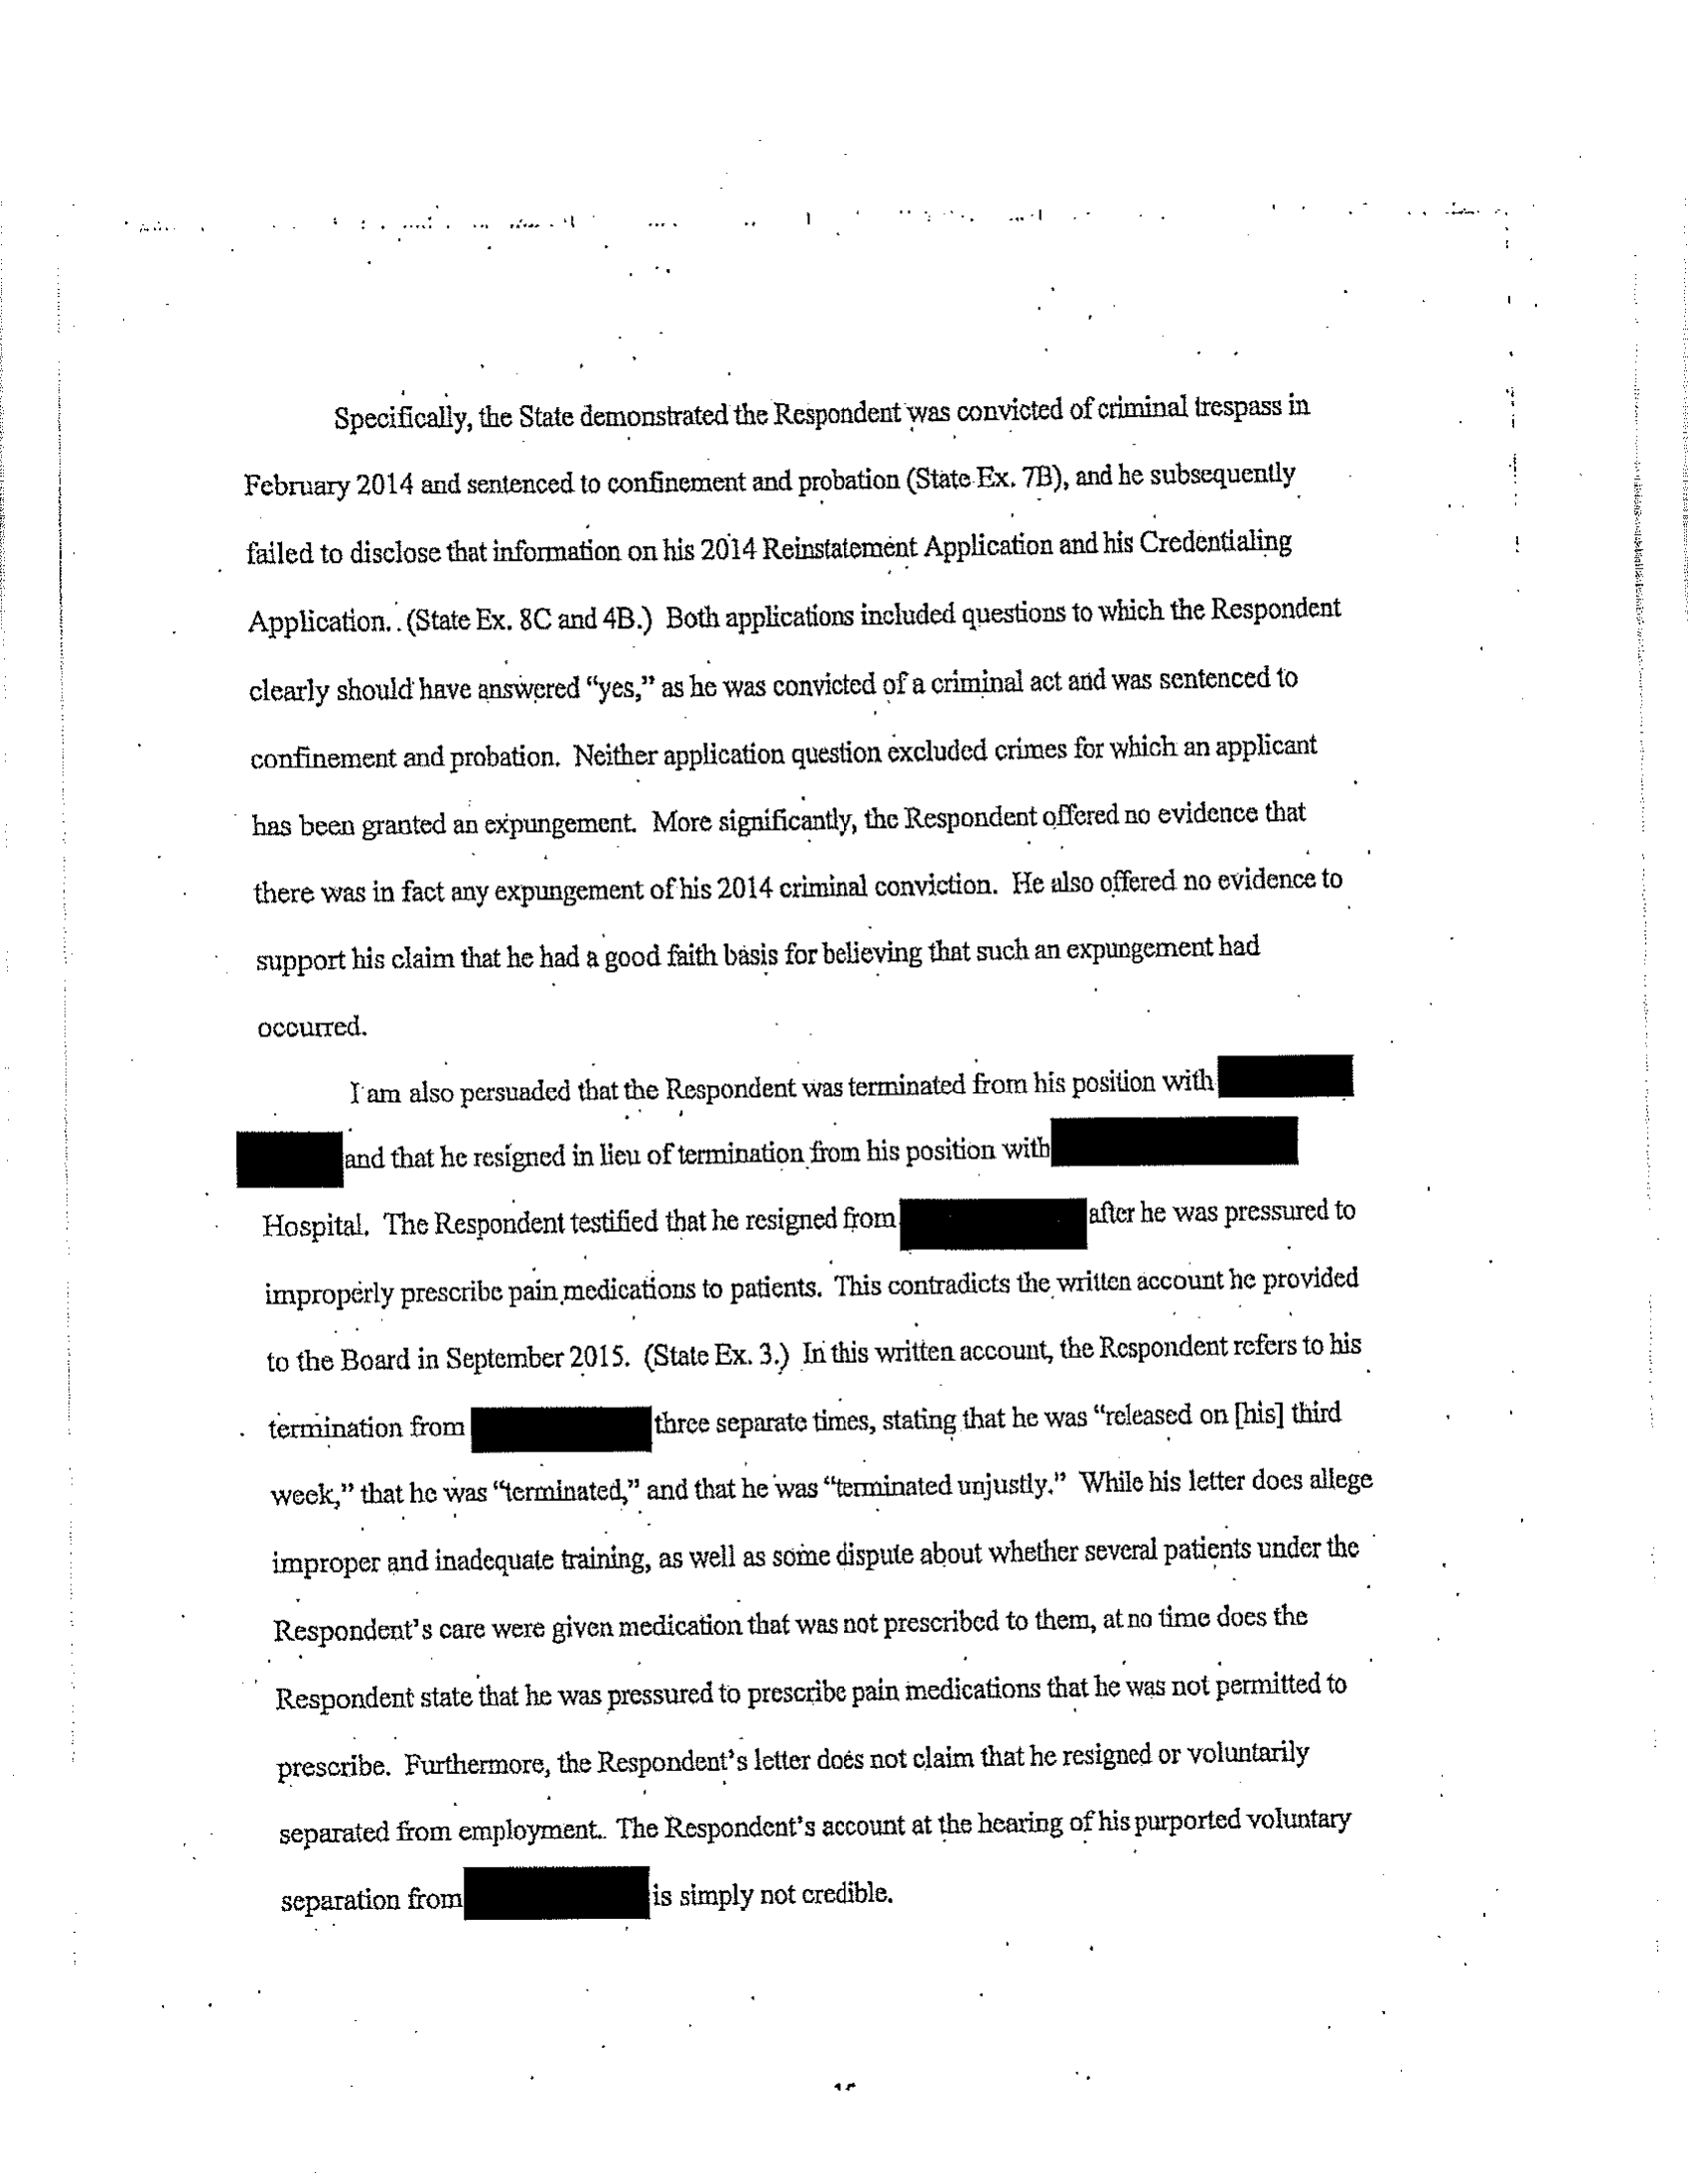 Specifically, the State demonstrated the Respondent was convicted of criminal trespass in
February 2014 and sentenced to confinement and probation (State Ex. 7B), and he subsequently
failed to disclose that information on his 2014 Reinstatement Application and his Credentialing
Application. (State Ex. 8C and 4B.) Both applications included questions to which the Respondent
clearly should have answered “yes,” as he was convicted of a criminal act and was sentenced to
confinement and probation. Neither application question excluded crimes for which an applicant
has been granted an expungement. More significantly, the Respondent offered no evidence that
there was in fact any expungement of his 2014 criminal conviction. He also offered no evidence to
support his claim that he had a good faith basis for believing that such an expungement had
occurred.
I am also persuaded that the Respondent was terminated from his position with
and that he resigned in lieu of termination from his position with
Hospital. The Respondent testified that he resigned from after he was pressured to
improperly prescribe pain medications to patients. This contradicts the written account he provided
to the Board in September 2015. (State Ex. 3.) In this written account, the Respondent refers to his
termination from three separate times, stating that he was “released on [his] third
week,” that he was “terminated,” and that he was “terminated unjustly.” While his letter does allege
improper and inadequate training, as well as some dispute about whether several patients under the
Respondent’s care were given medication that was not prescribed to them, at no time does the
Respondent state that he was pressured to prescribe pain medications that he was not permitted to
prescribe. Furthermore, the Respondent’s letter does not claim that he resigned or voluntarily
separated from employment. The Respondent’s account at the hearing of his purported voluntary
separation from is simply not credible.